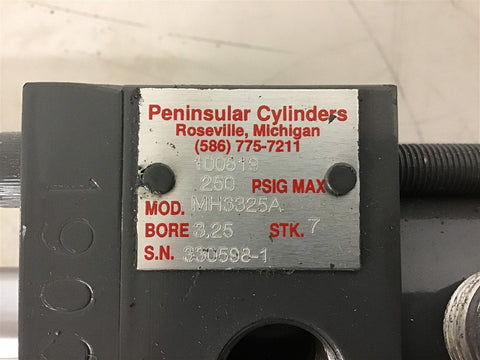 Peninsular Cylinders
Roseville, Michigan
(586) 775-7211
100819
250 PSIG MAX
MOD. MH3325A
BORE 3.25 STK. 7
S.N. 330598-1